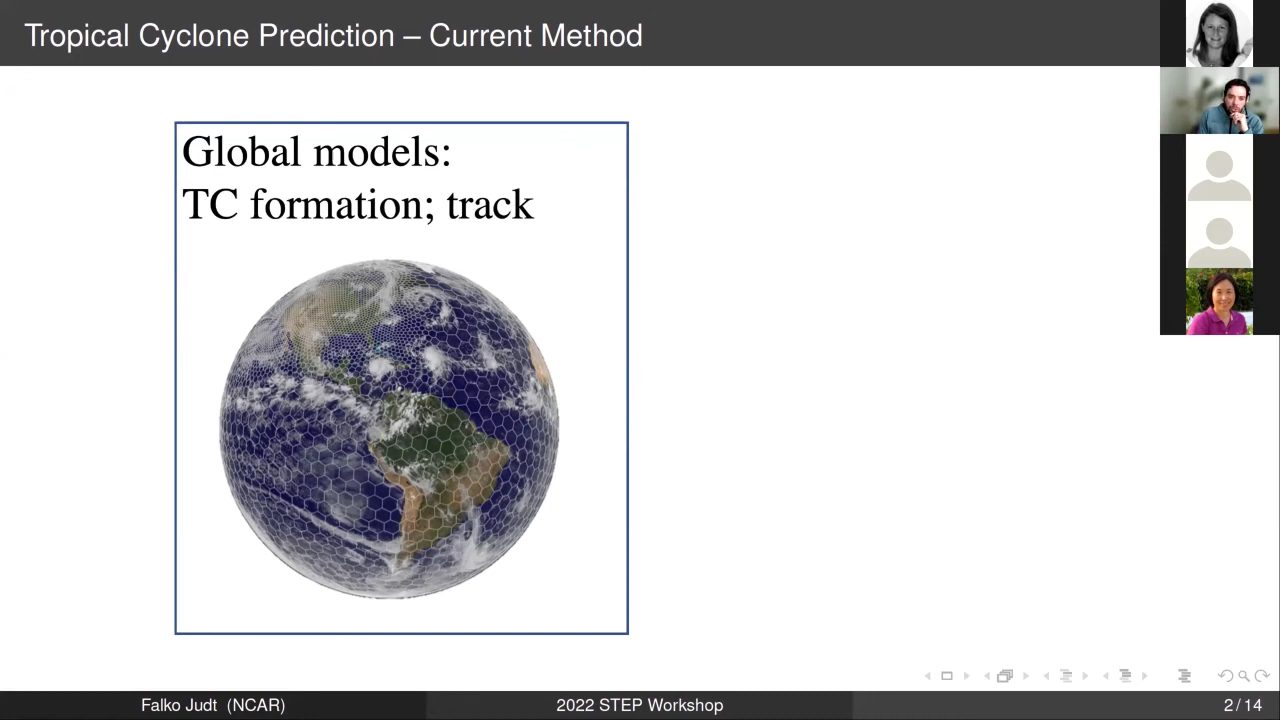 Tropical Cyclone Prediction – Current Method
Global models:
TC formation; track
Falko Judt (NCAR)
2022 STEP Workshop
2 / 14